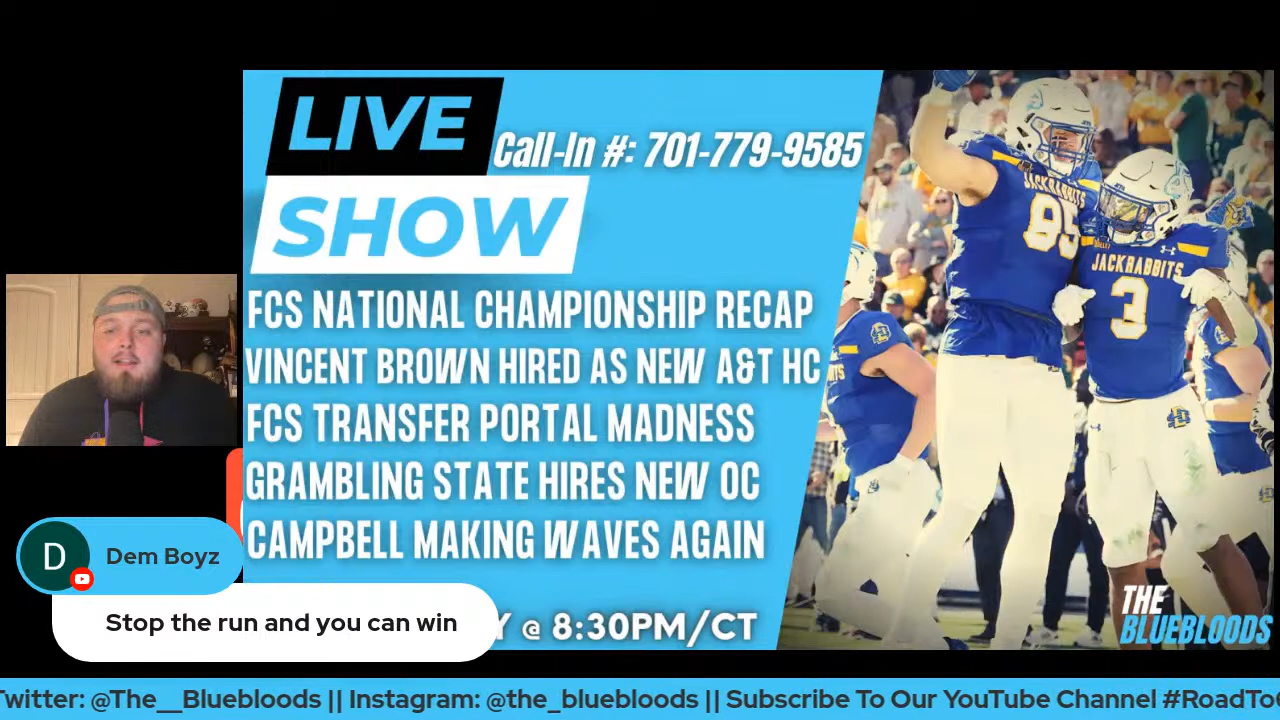 LIVE
Call-In #: 701-779-9585
SHOW
FCS NATIONAL CHAMPIONSHIP RECAP
VINCENT BROWN HIRED AS NEW A&T HC
FCS TRANSFER PORTAL MADNESS
GRAMBLING STATE HIRES NEW OC
CAMPBELL MAKING WAVES AGAIN
Y @ 8:30PM/CT
JACKRABBITS
85
JACKRABBITS
3
THE
BLUEBLOODS
D
Dem Boyz
Stop the run and you can win
Twitter: @The__Bluebloods || Instagram: @the_bluebloods || Subscribe To Our YouTube Channel #RoadTo